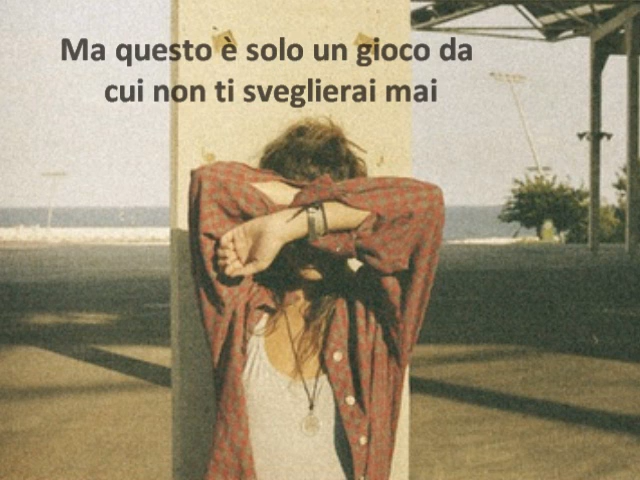 Ma questo è solo un gioco da
cui non ti sveglierai mai